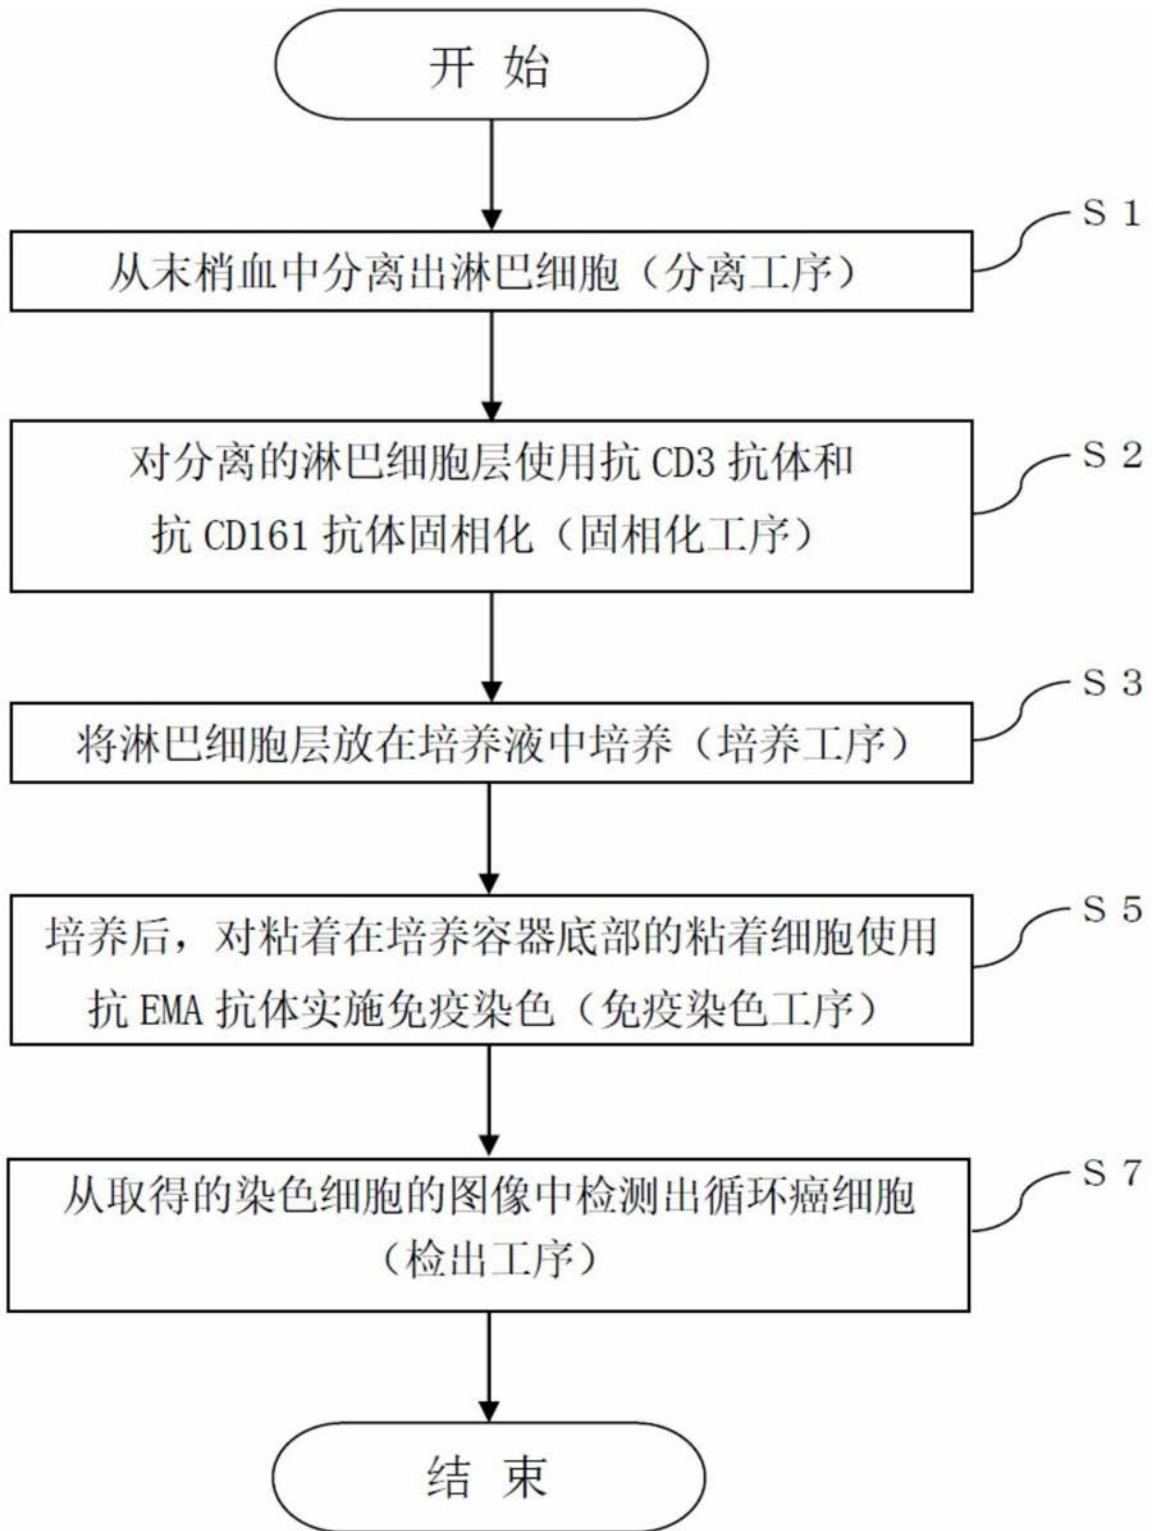 开 始
S 1
从末梢血中分离出淋巴细胞（分离工序）
S 2
对分离的淋巴细胞层使用抗 CD3 抗体和
抗 CD161 抗体固相化（固相化工序）
S 3
将淋巴细胞层放在培养液中培养（培养工序）
S 5
培养后，对粘着在培养容器底部的粘着细胞使用
抗 EMA 抗体实施免疫染色（免疫染色工序）
S 7
从取得的染色细胞的图像中检测出循环癌细胞
（检出工序）
结 束